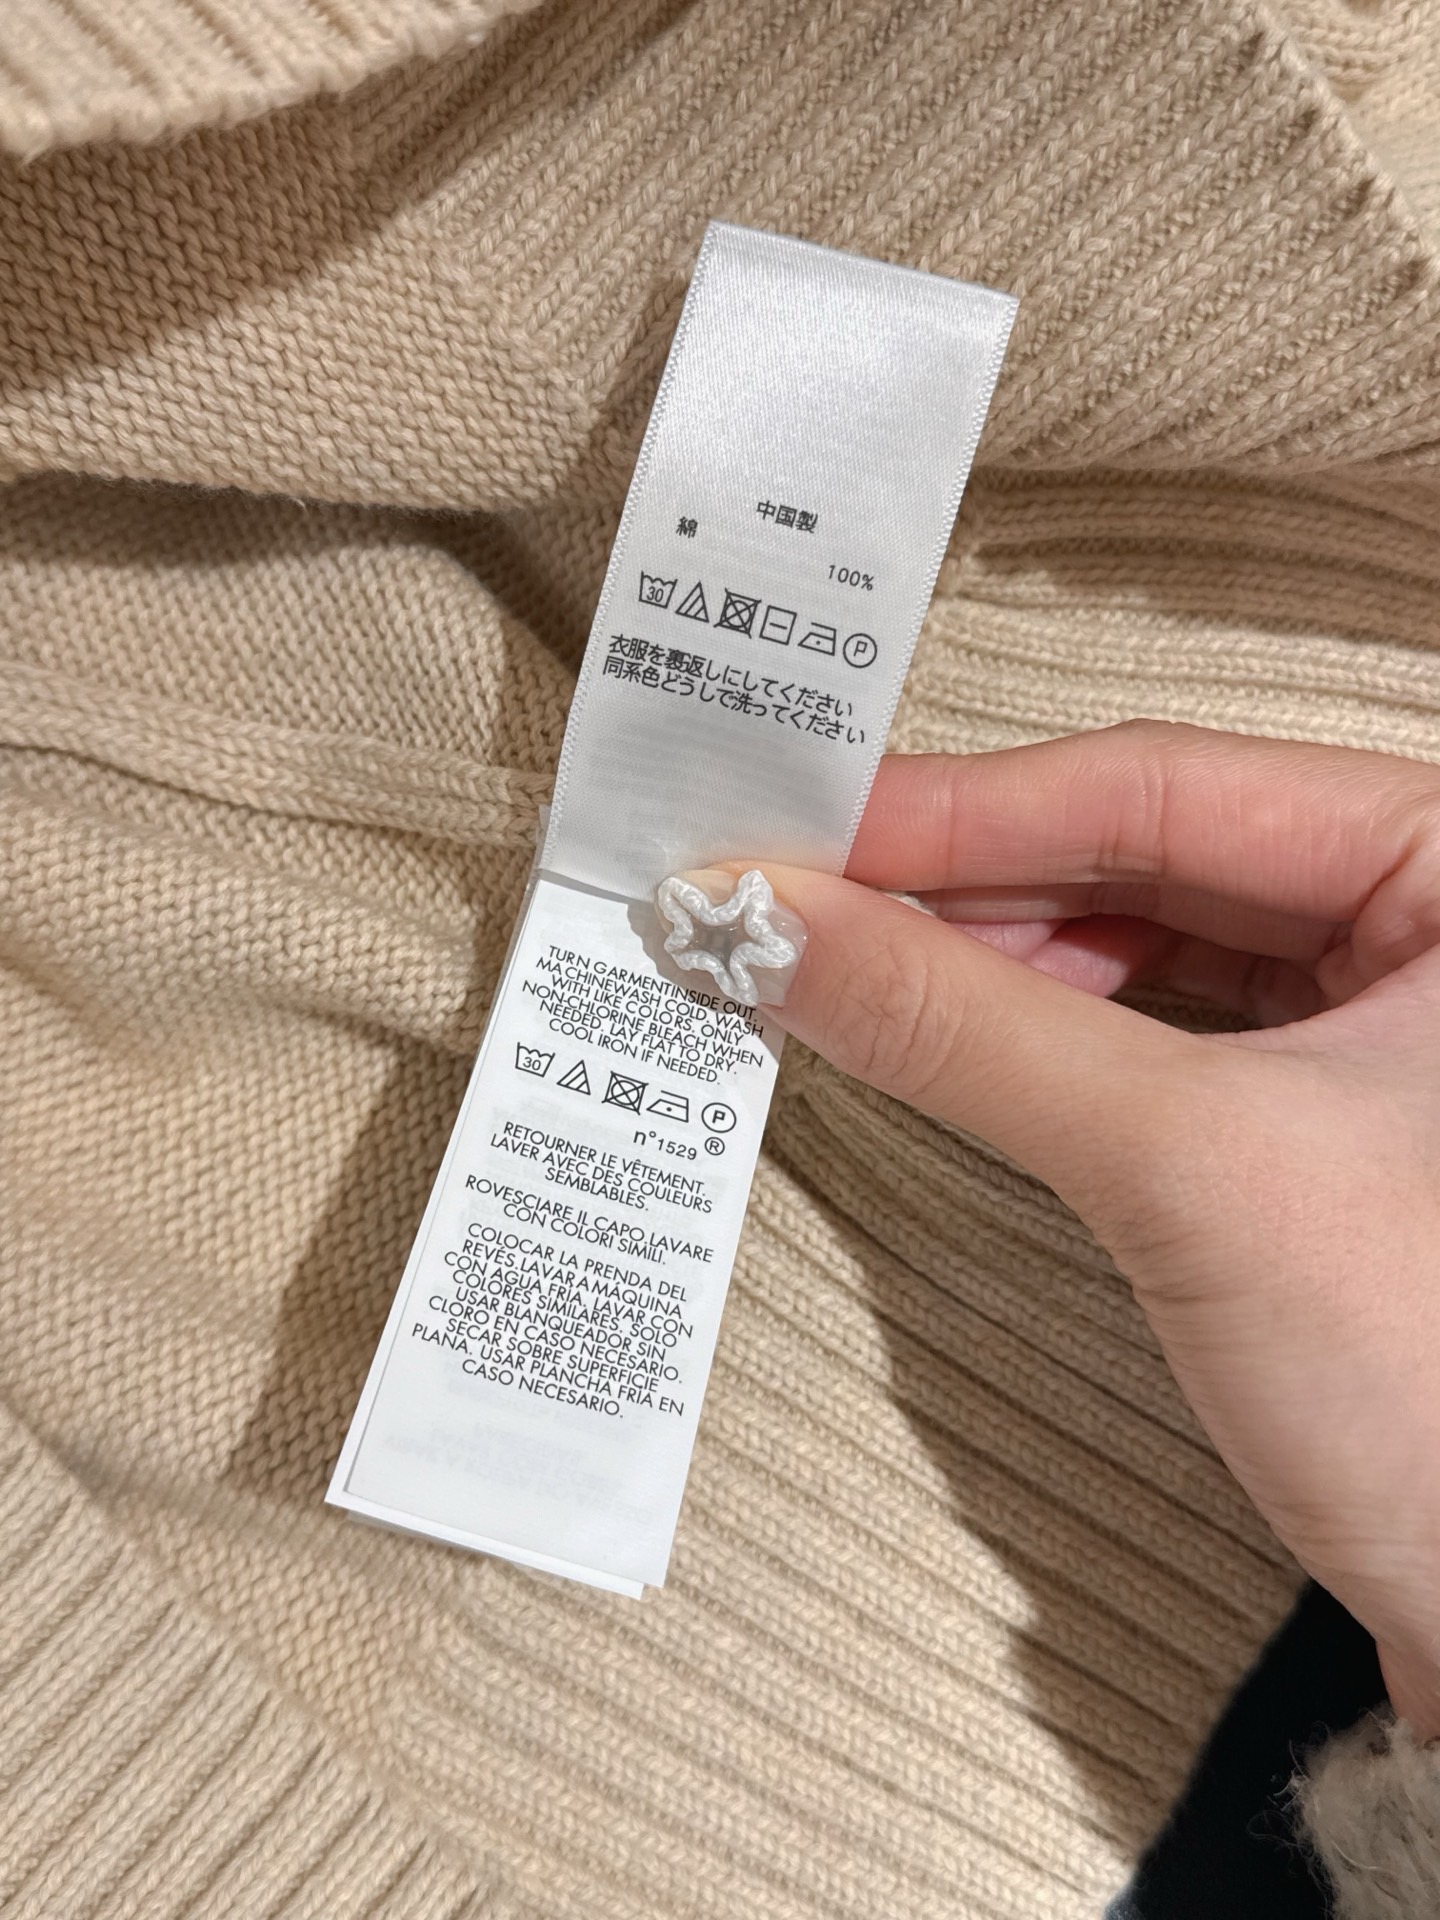 中国製
綿
100%
30
P
衣服を裏返しにしてください
同系色どうしで洗ってください
TURN GARMENTINSIDE OUT.
MACHINEWASH COLD. WASH
WITH LIKE COLORS. ONLY
NON-CHLORINE BLEACH WHEN
NEEDED. LAY FLAT TO DRY.
COOL IRON IF NEEDED.
30
P
n°1529 ®
RETOURNER LE VÊTEMENT.
LAVER AVEC DES COULEURS
SEMBLABLES.
ROVESCIARE IL CAPO.LAVARE
CON COLORI SIMILI.
COLOCAR LA PRENDA DEL
REVÉS.LAVAR A MÁQUINA
CON AGUA FRÍA. LAVAR CON
COLORES SIMILARES. SOLO
USAR BLANQUEADOR SIN
CLORO EN CASO NECESARIO.
SECAR SOBRE SUPERFICIE
PLANA. USAR PLANCHA FRIA EN
CASO NECESARIO.